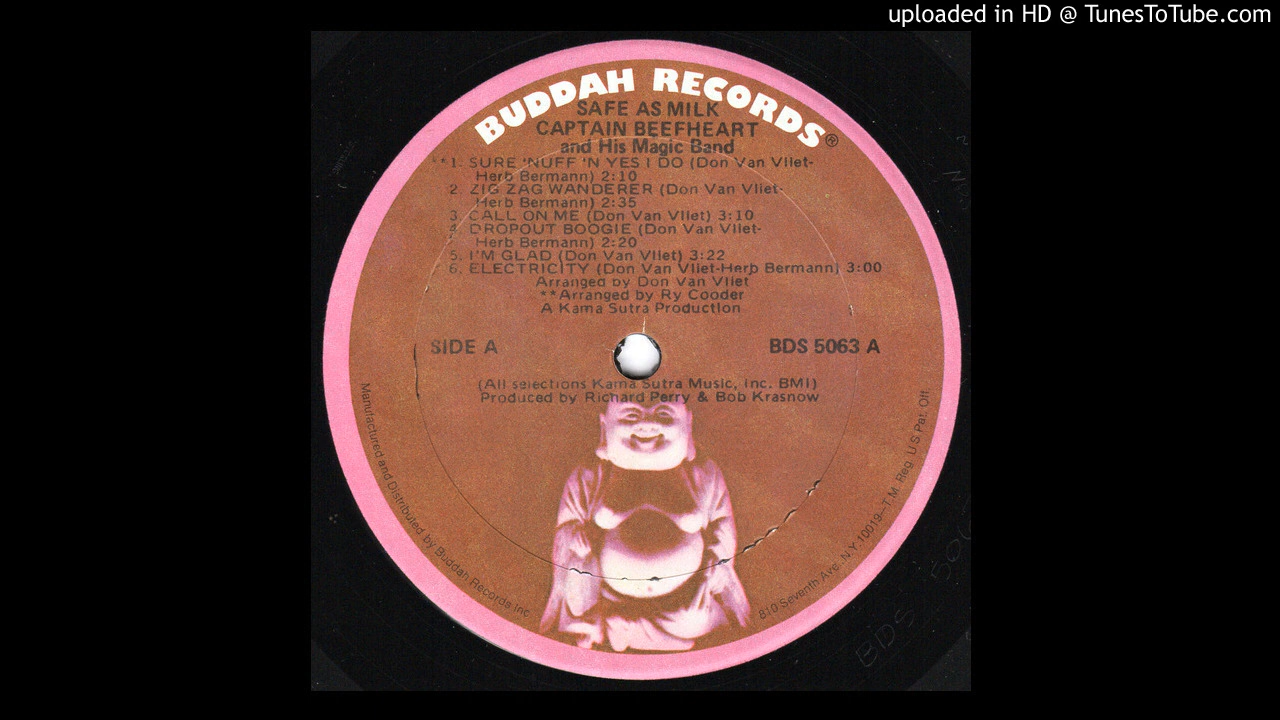 uploaded in HD @ TunesToTube.com
BUDDAH RECORDS®
SAFE AS MILK
CAPTAIN BEEFHEART
and His Magic Band
**1. SURE 'NUFF 'N YES I DO (Don Van Vliet-
Herb Bermann) 2:10
2. ZIG ZAG WANDERER (Don Van Vliet-
Herb Bermann) 2:35
3. CALL ON ME (Don Van Vliet) 3:10
4. DROPOUT BOOGIE (Don Van Vliet-
Herb Bermann) 2:20
5. I'M GLAD (Don Van Vliet) 3:22
6. ELECTRICITY (Don Van Vliet-Herb Bermann) 3:00
Arranged by Don Van Vliet
**Arranged by Ry Cooder
A Kama Sutra Production
SIDE A
BDS 5063 A
(All selections Kama Sutra Music, Inc. BMI)
Produced by Richard Perry & Bob Krasnow
Manufactured and Distributed by Buddah Records Inc.
810 Seventh Ave. N.Y. 10019—T.M. Reg. U.S. Pat. Off.
BDS